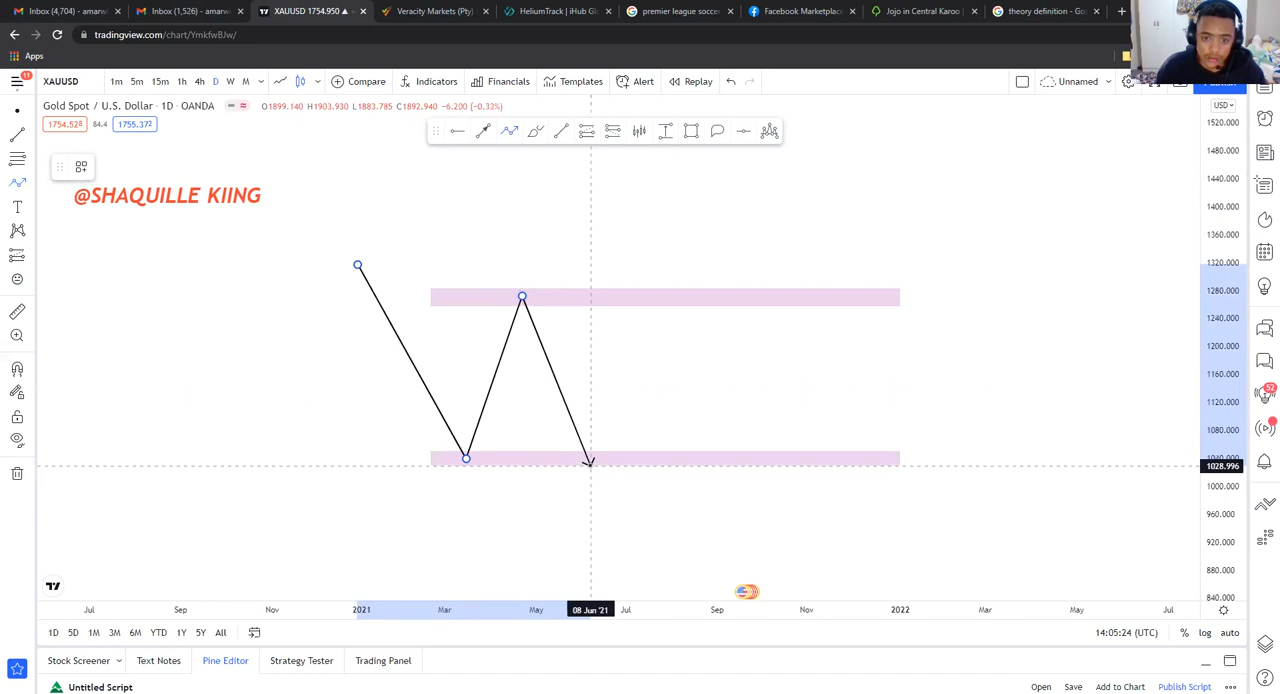 Inbox (4,704) - amarwi
Inbox (1,526) - amarwi
XAUUSD 1754.950 ▲
Veracity Markets (Pty)
HeliumTrack | iHub Glo
premier league soccer
Facebook Marketplace
Jojo in Central Karoo |
theory definition - Goo
tradingview.com/chart/YmkfwBJw/
Apps
11
XAUUSD
1m 5m 15m 1h 4h D W M
Compare
Indicators
Financials
Templates
Alert
Replay
Unnamed
Gold Spot / U.S. Dollar · 1D · OANDA
O1899.140 H1903.930 L1883.785 C1892.940 -6.200 (-0.33%)
USD
1754.528 84.4 1755.372
@SHAQUILLE KIING
1520.000
1480.000
1440.000
1400.000
1360.000
1320.000
1280.000
1240.000
1200.000
1160.000
1120.000
1080.000
1028.996
1000.000
960.000
920.000
880.000
840.000
52
Jul Sep Nov 2021 Mar May 08 Jun '21 Jul Sep Nov 2022 Mar May Jul
1D 5D 1M 3M 6M YTD 1Y 5Y All
14:05:24 (UTC) % log auto
Stock Screener Text Notes Pine Editor Strategy Tester Trading Panel
Untitled Script
Open Save Add to Chart Publish Script